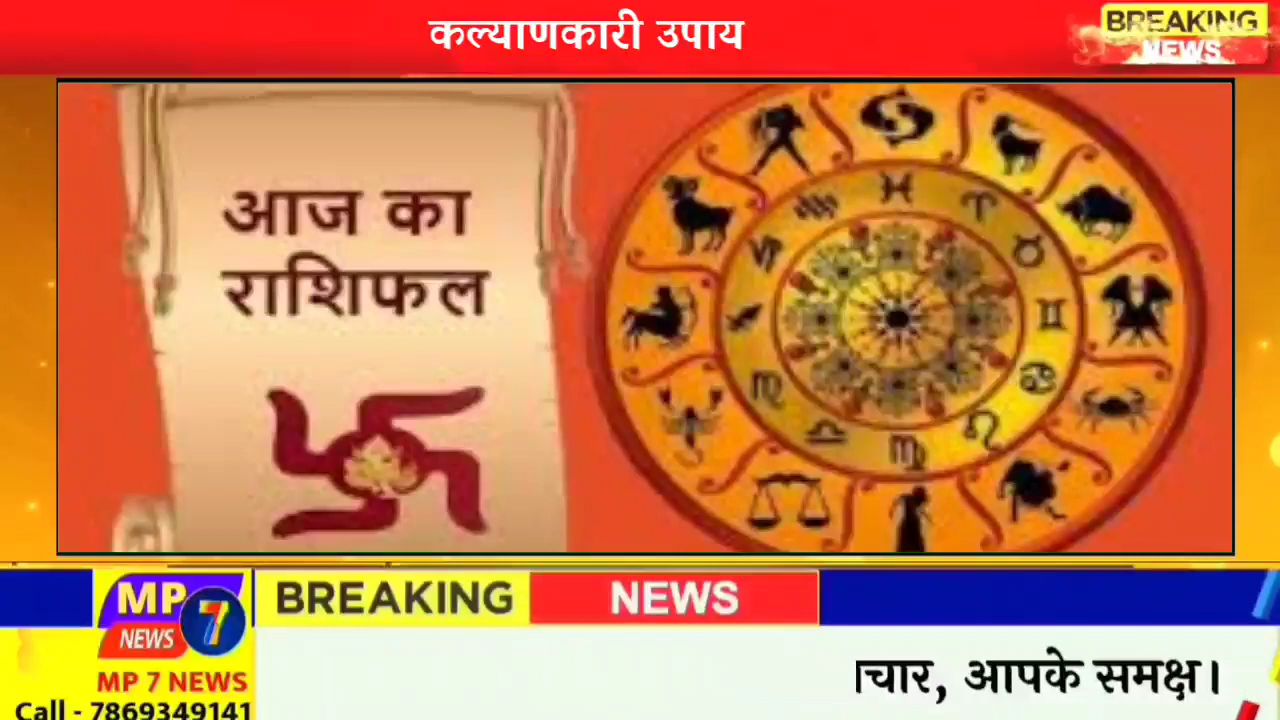 कल्याणकारी उपाय
BREAKING
NEWS
आज का
राशिफल
MP 7
NEWS
BREAKING NEWS
MP 7 NEWS
Call - 7869349141
चार, आपके समक्ष।